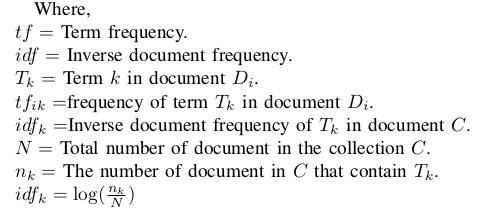 Where,
tf = Term frequency.
idf = Inverse document frequency.
T_k = Term k in document D_i.
tf_{ik} =frequency of term T_k in document D_i.
idf_k =Inverse document frequency of T_k in document C.
N = Total number of document in the collection C.
n_k = The number of document in C that contain T_k.
idf_k = log(\frac{n_k}{N})